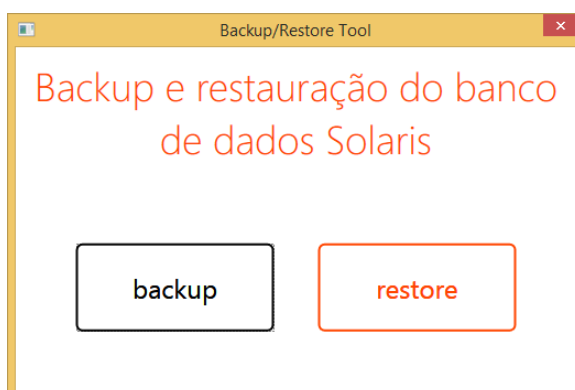 Backup/Restore Tool
Backup e restauração do banco
de dados Solaris
backup
restore